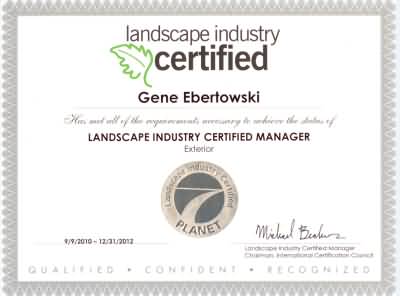 landscape industry
certified
Gene Ebertowski
Has met all of the requirements necessary to achieve the status of
LANDSCAPE INDUSTRY CERTIFIED MANAGER
Exterior
Landscape Industry Certified
PLANET
9/9/2010 – 12/31/2012
Landscape Industry Certified Manager
Chairman, International Certification Council
QUALIFIED • CONFIDENT • RECOGNIZED